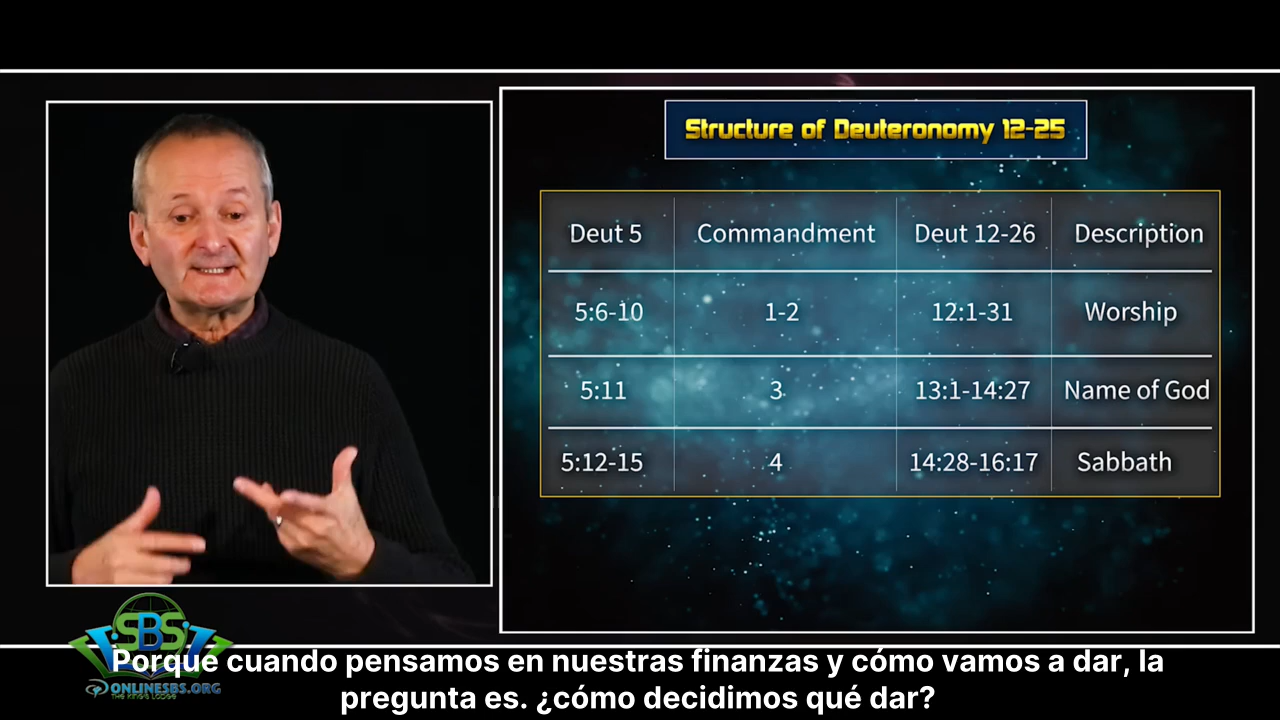 Structure of Deuteronomy 12-25
Deut 5 Commandment Deut 12-26 Description
5:6-10 1-2 12:1-31 Worship
5:11 3 13:1-14:27 Name of God
5:12-15 4 14:28-16:17 Sabbath
SBS
ONLINESBS.ORG
Porque cuando pensamos en nuestras finanzas y cómo vamos a dar, la
pregunta es. ¿cómo decidimos qué dar?